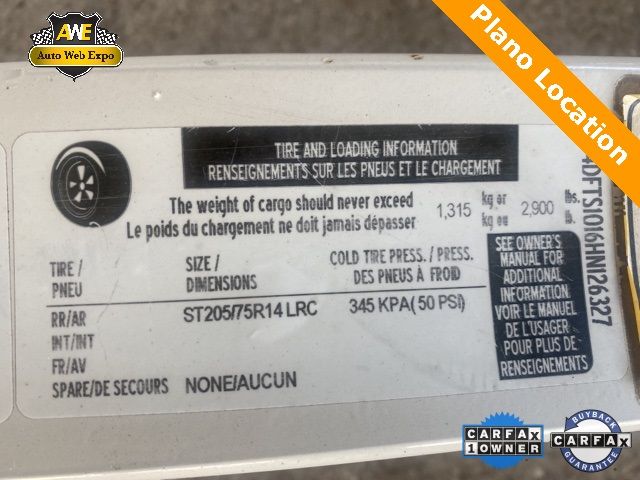 AWE
Auto Web Expo
Plano Location
TIRE AND LOADING INFORMATION
RENSEIGNEMENTS SUR LES PNEUS ET LE CHARGEMENT
The weight of cargo should never exceed 1,315 kg or 2,900 lbs.
Le poids du chargement ne doit jamais dépasser kg ou lb.
TIRE / SIZE / COLD TIRE PRESS. / PRESS.
PNEU DIMENSIONS DES PNEUS À FROID
RR/AR ST205/75R14 LRC 345 KPA( 50 PSI)
INT/INT
FR/AV
SPARE/DE SECOURS NONE/AUCUN
SEE OWNER'S
MANUAL FOR
ADDITIONAL
INFORMATION
VOIR LE MANUEL
DE L'USAGER
POUR PLUS DE
RENSEIGNEMENTS
4DFTS1016HN126327
CARFAX
1 OWNER
BUYBACK
CARFAX
GUARANTEE